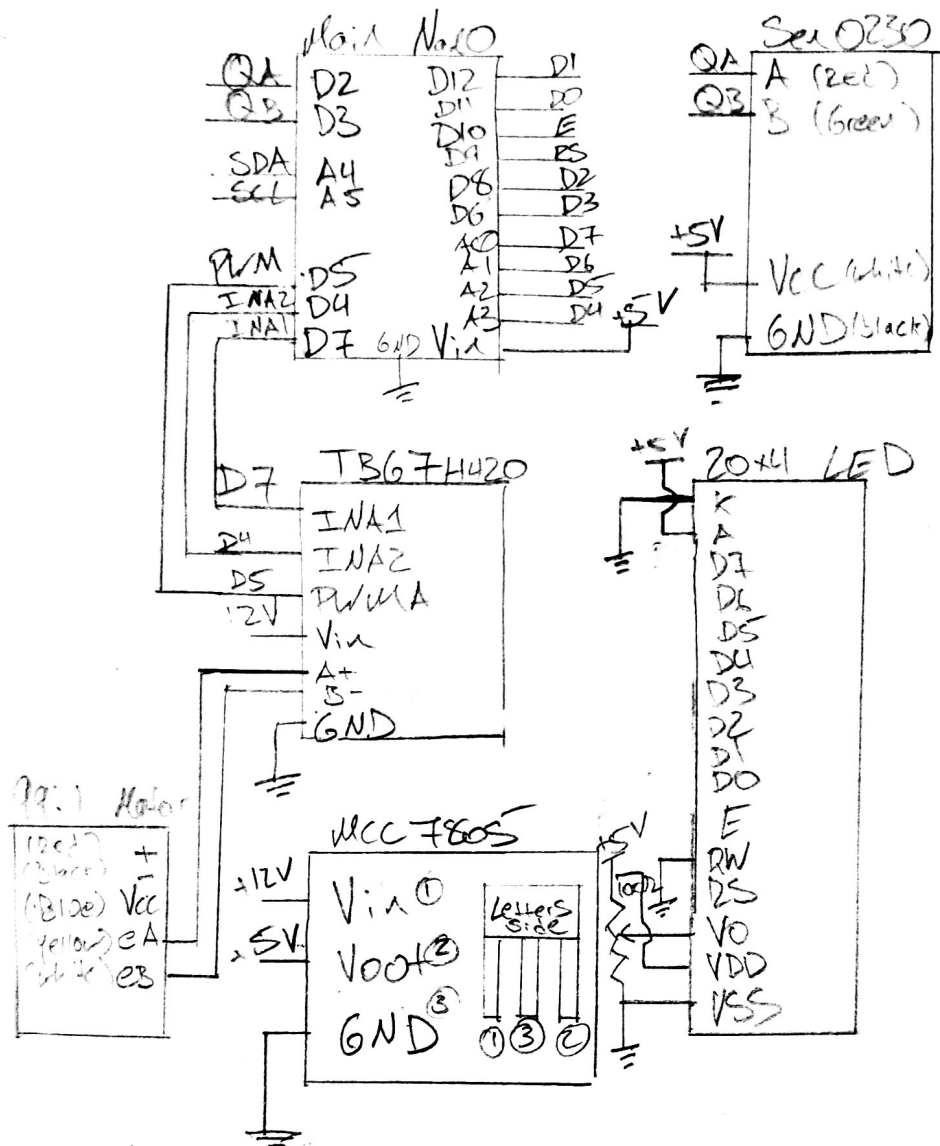 Main Nano
QA D2 D12 D1
QB D3 D11 D0
D10 E
SDA A4 D9 RS
SCL A5 D8 D2
D6 D3
A0 D7
PWM D5 A1 D6
INA2 D4 A2 D5
INA1 D7 A3 D4
GND Vin +5V
Sen 0230
QA A (Red)
QB B (Green)
+5V
Vcc (White)
GND (Black)
TB67H420
D7 INA1
D4 INA2
D5 PWMA
12V Vin
A+
B-
GND
+5V
20x4 LED
K
A
D7
D6
D5
D4
D3
D2
D1
D0
E
RW
RS
VO
VDD
VSS
+5V
99:1 Motor
(Red) +
(Black) -
(Blue) Vcc
(Yellow) eA
(White) eB
MCC 7805
+12V Vin ①
+5V Vout ②
GND ③
Letters
side
① ③ ②